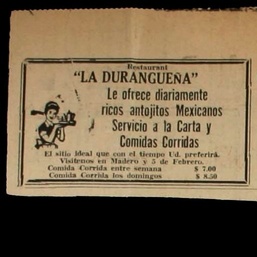 Restaurant
"LA DURANGUEÑA"
Le ofrece diariamente
ricos antojitos Mexicanos
Servicio a la Carta y
Comidas Corridas
El sitio ideal que con el tiempo Ud. preferirá.
Visítenos en Madero y 5 de Febrero.
Comida Corrida entre semana $ 7.00
Comida Corrida los domingos $ 8.50